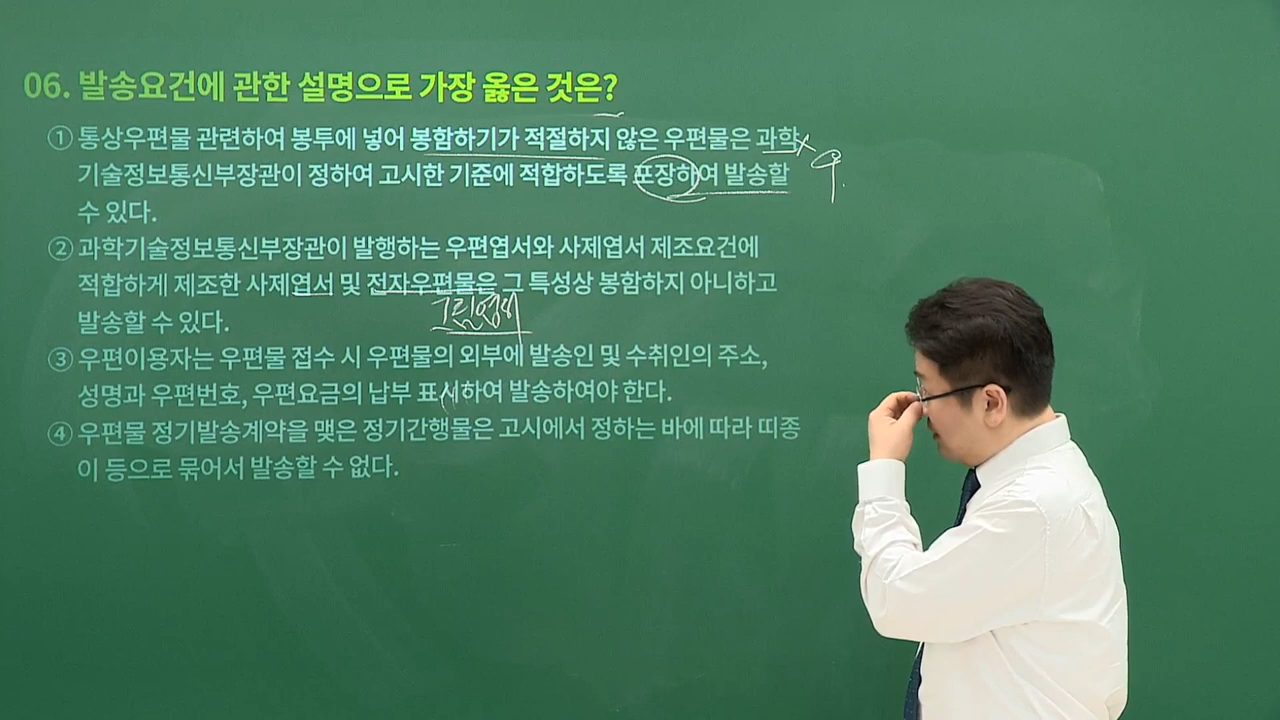 06. 발송요건에 관한 설명으로 가장 옳은 것은?
① 통상우편물 관련하여 봉투에 넣어 봉함하기가 적절하지 않은 우편물은 과학
기술정보통신부장관이 정하여 고시한 기준에 적합하도록 포장하여 발송할
수 있다.
② 과학기술정보통신부장관이 발행하는 우편엽서와 사제엽서 제조요건에
적합하게 제조한 사제엽서 및 전자우편물은 그 특성상 봉함하지 아니하고
발송할 수 있다.
그림엽서
③ 우편이용자는 우편물 접수 시 우편물의 외부에 발송인 및 수취인의 주소,
성명과 우편번호, 우편요금의 납부 표시하여 발송하여야 한다.
④ 우편물 정기발송계약을 맺은 정기간행물은 고시에서 정하는 바에 따라 띠종
이 등으로 묶어서 발송할 수 없다.